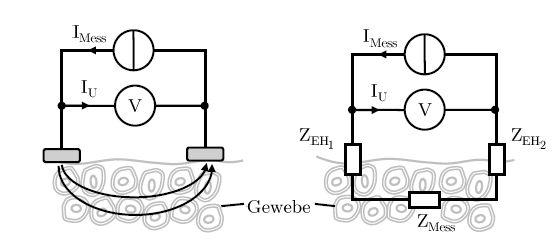 I_Mess
I_U
V
I_Mess
I_U
V
Z_EH1
Z_EH2
Gewebe
Z_Mess